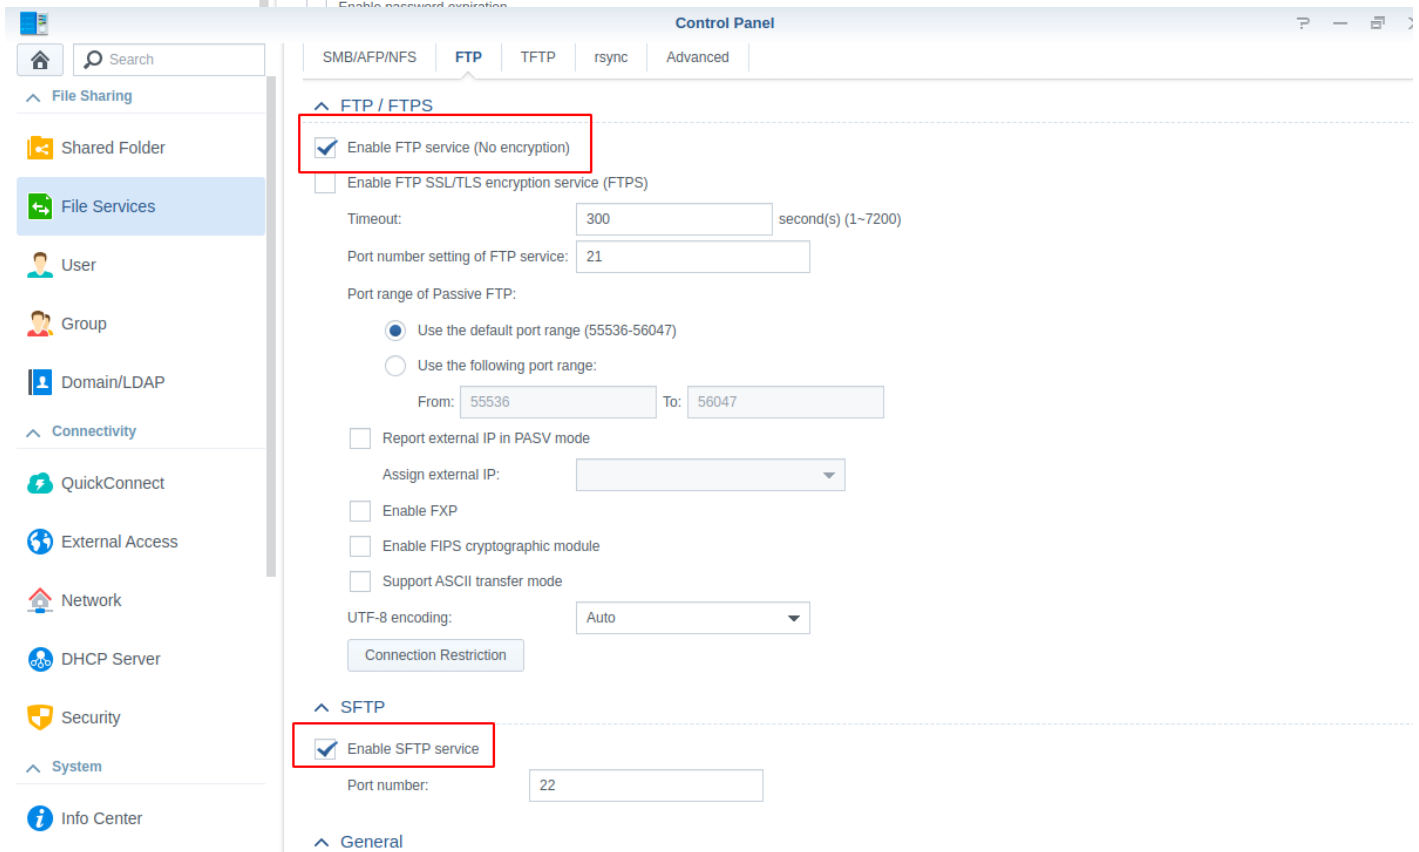 Enable password expiration
Control Panel
Search
SMB/AFP/NFS FTP TFTP rsync Advanced
File Sharing
Shared Folder
File Services
User
Group
Domain/LDAP
Connectivity
QuickConnect
External Access
Network
DHCP Server
Security
System
Info Center
FTP / FTPS
Enable FTP service (No encryption)
Enable FTP SSL/TLS encryption service (FTPS)
Timeout: 300 second(s) (1~7200)
Port number setting of FTP service: 21
Port range of Passive FTP:
Use the default port range (55536-56047)
Use the following port range:
From: 55536 To: 56047
Report external IP in PASV mode
Assign external IP:
Enable FXP
Enable FIPS cryptographic module
Support ASCII transfer mode
UTF-8 encoding: Auto
Connection Restriction
SFTP
Enable SFTP service
Port number: 22
General